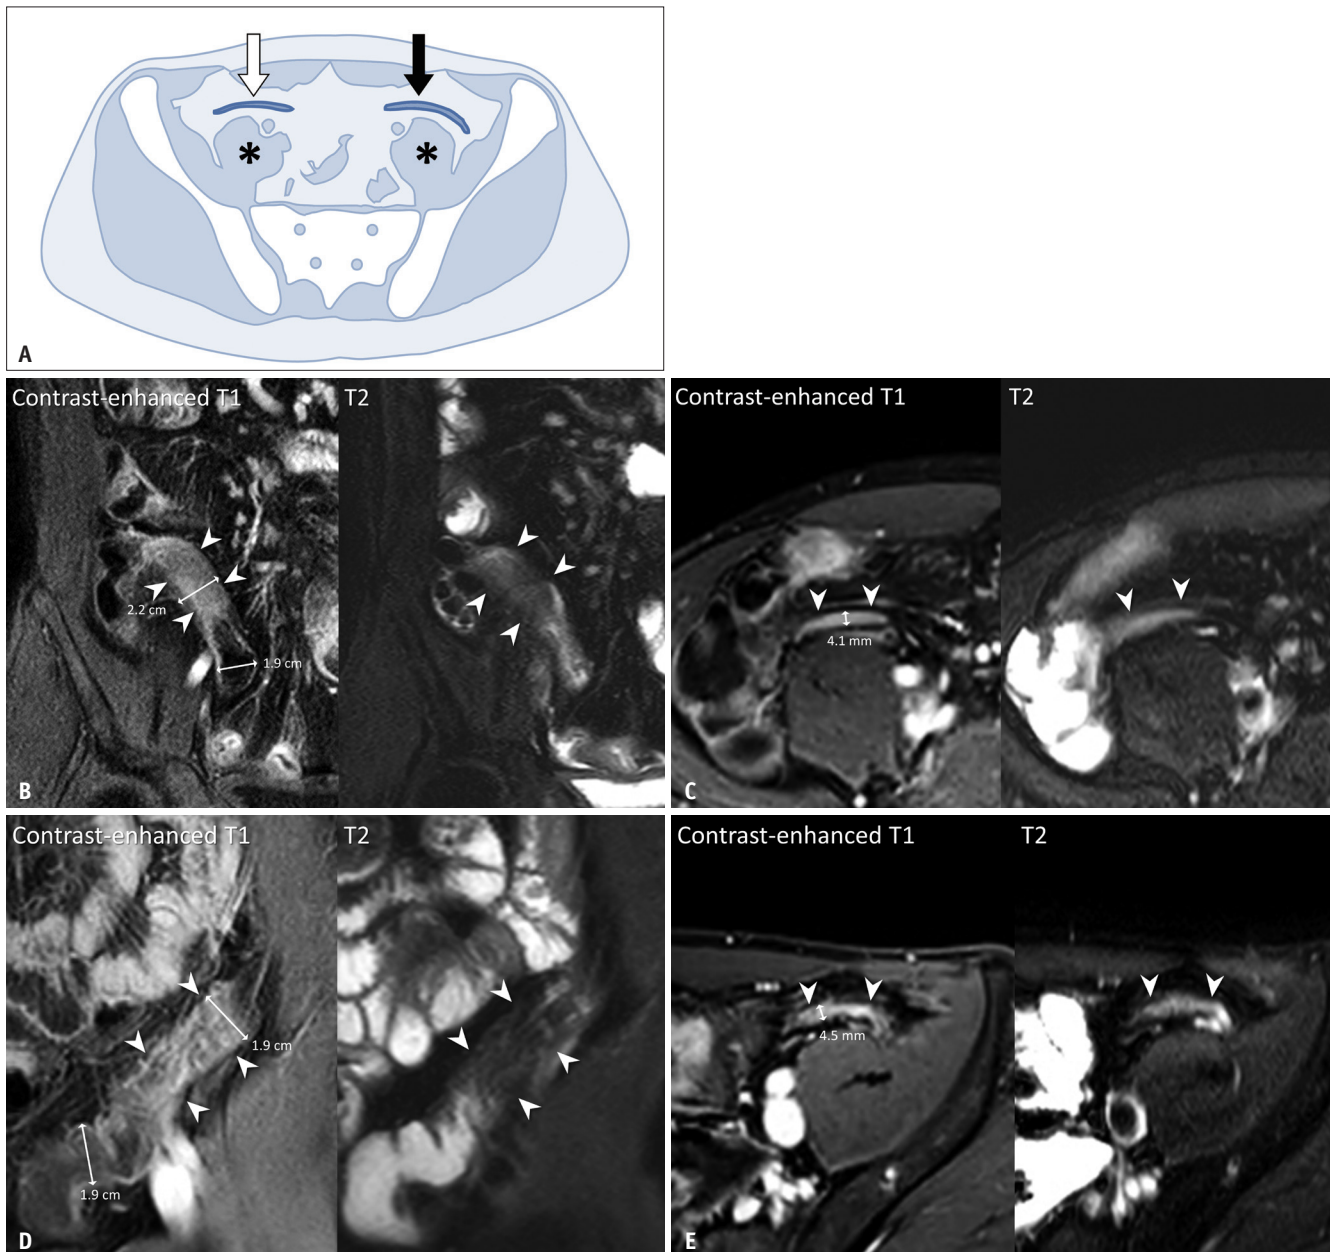 * *
A
Contrast-enhanced T1 T2
2.2 cm
1.9 cm
B
Contrast-enhanced T1 T2
4.1 mm
C
Contrast-enhanced T1 T2
1.9 cm
1.9 cm
D
Contrast-enhanced T1 T2
4.5 mm
E